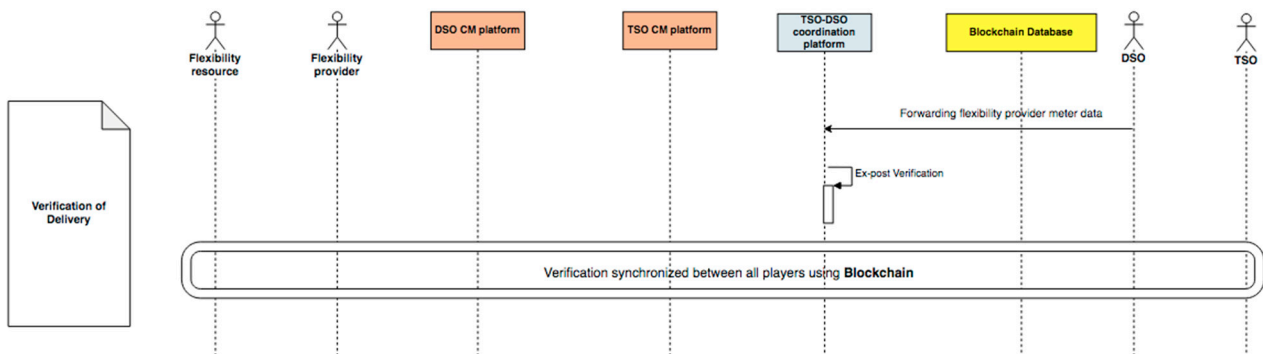 Flexibility
resource
Flexibility
provider
DSO CM platform
TSO CM platform
TSO-DSO
coordination
platform
Blockchain Database
DSO
TSO
Forwarding flexibility provider meter data
Ex-post Verification
Verification of
Delivery
Verification synchronized between all players using Blockchain